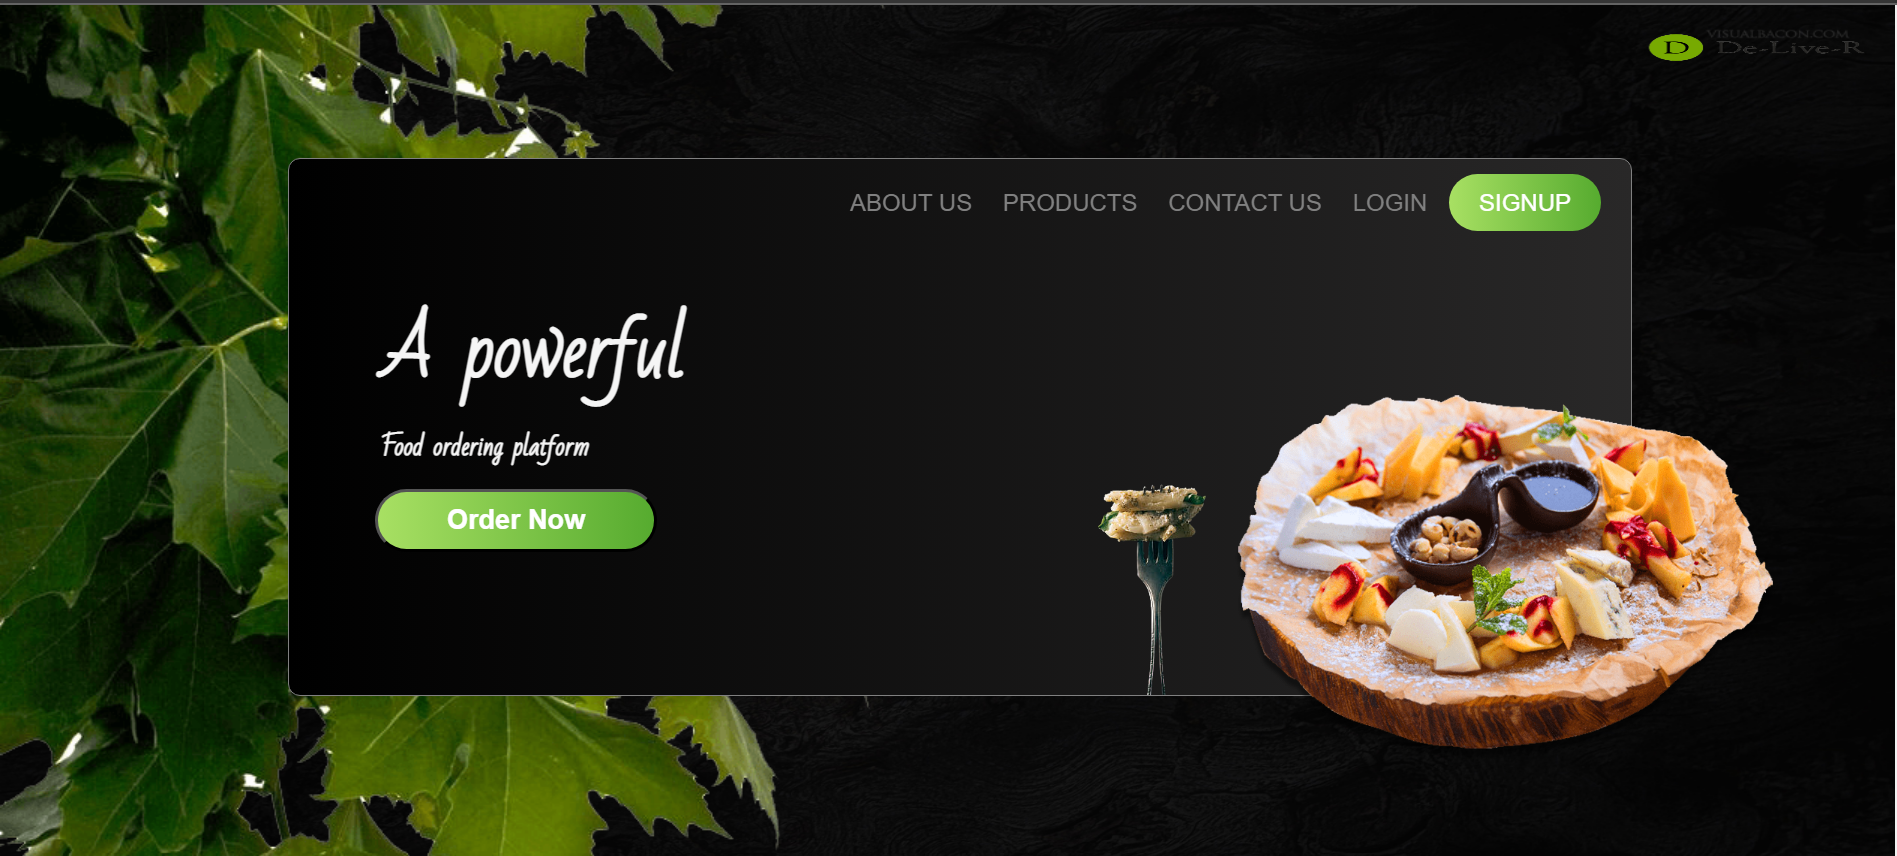 VISUALBACON.COM
D De-Live-R
ABOUT US PRODUCTS CONTACT US LOGIN SIGNUP
A powerful
Food ordering platform
Order Now